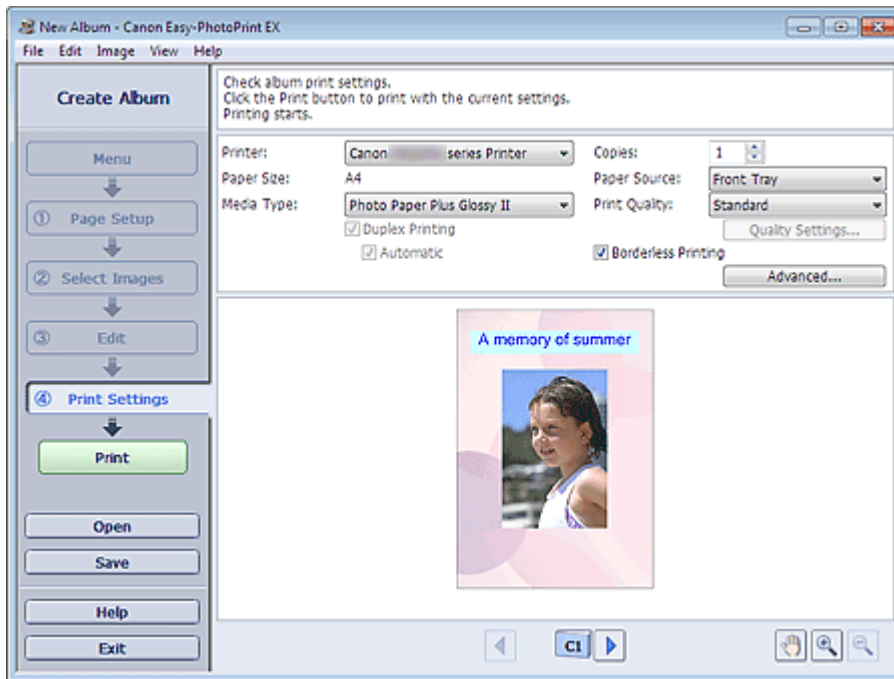 New Album - Canon Easy-PhotoPrint EX
File Edit Image View Help
Create Album
Menu
① Page Setup
② Select Images
③ Edit
④ Print Settings
Print
Open
Save
Help
Exit
Check album print settings.
Click the Print button to print with the current settings.
Printing starts.
Printer: Canon series Printer Copies: 1
Paper Size: A4 Paper Source: Front Tray
Media Type: Photo Paper Plus Glossy II Print Quality: Standard
Duplex Printing Quality Settings...
Automatic Borderless Printing
Advanced...
A memory of summer
C1